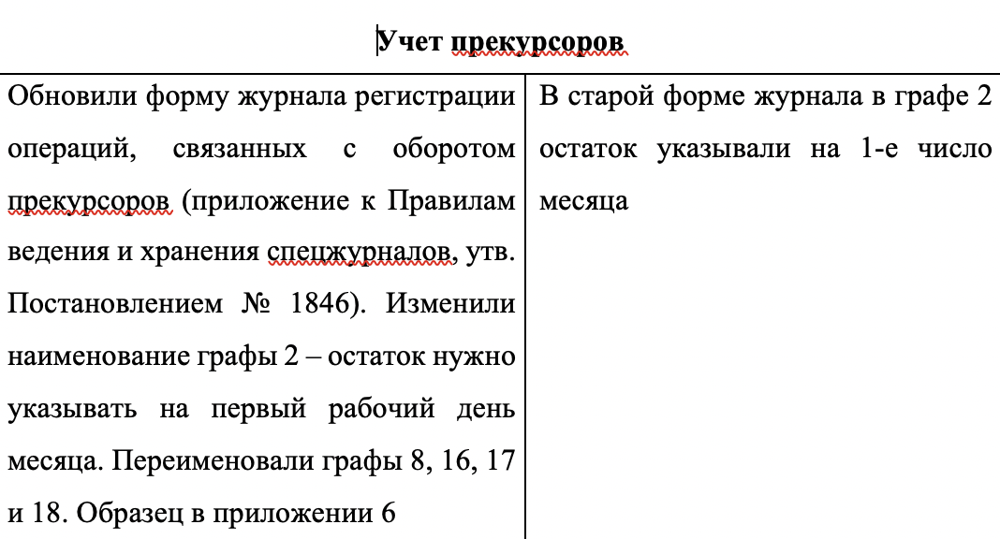 Учет прекурсоров
Обновили форму журнала регистрации
операций, связанных с оборотом
прекурсоров (приложение к Правилам
ведения и хранения спецжурналов, утв.
Постановлением № 1846). Изменили
наименование графы 2 – остаток нужно
указывать на первый рабочий день
месяца. Переименовали графы 8, 16, 17
и 18. Образец в приложении 6
В старой форме журнала в графе 2
остаток указывали на 1-е число
месяца